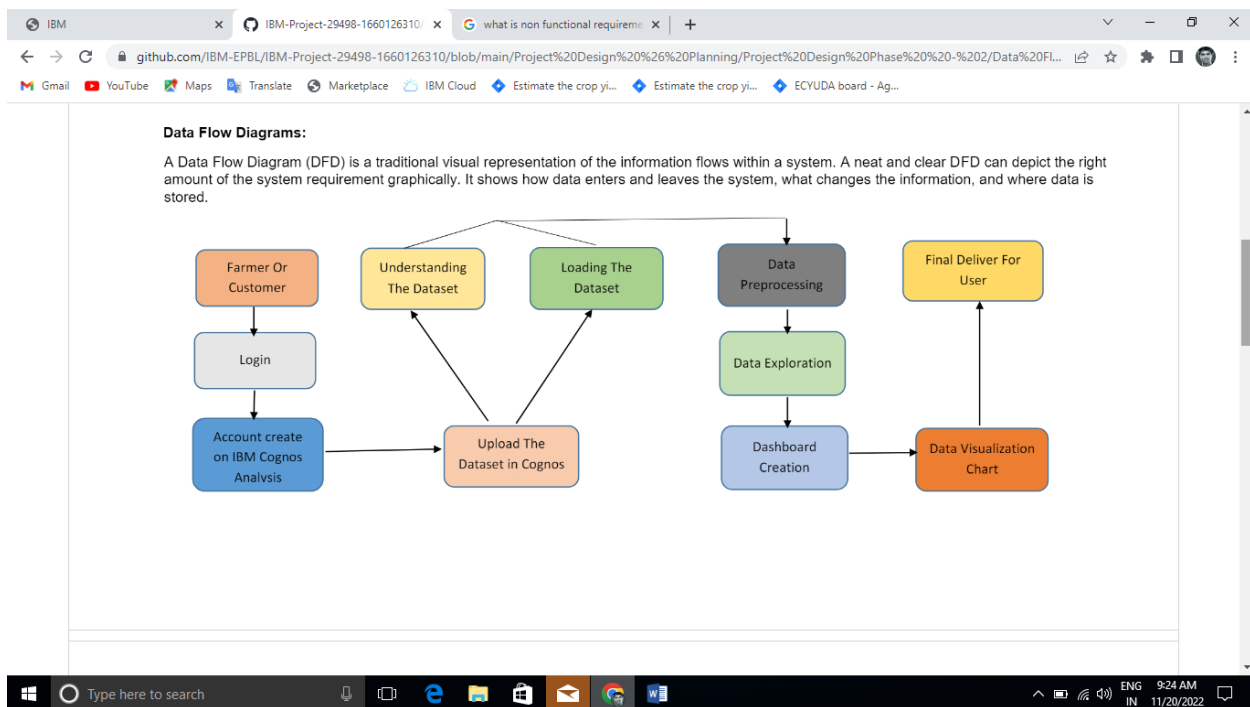 IBM
IBM-Project-29498-1660126310/
what is non functional requireme
github.com/IBM-EPBL/IBM-Project-29498-1660126310/blob/main/Project%20Design%20%26%20Planning/Project%20Design%20Phase%20%20-%202/Data%20Fl...
Gmail
YouTube
Maps
Translate
Marketplace
IBM Cloud
Estimate the crop yi...
Estimate the crop yi...
ECYUDA board - Ag...
Data Flow Diagrams:
A Data Flow Diagram (DFD) is a traditional visual representation of the information flows within a system. A neat and clear DFD can depict the right
amount of the system requirement graphically. It shows how data enters and leaves the system, what changes the information, and where data is
stored.
Farmer Or
Customer
Login
Account create
on IBM Cognos
Analvsis
Upload The
Dataset in Cognos
Understanding
The Dataset
Loading The
Dataset
Data
Preprocessing
Data Exploration
Dashboard
Creation
Data Visualization
Chart
Final Deliver For
User
Type here to search
ENG
IN
9:24 AM
11/20/2022